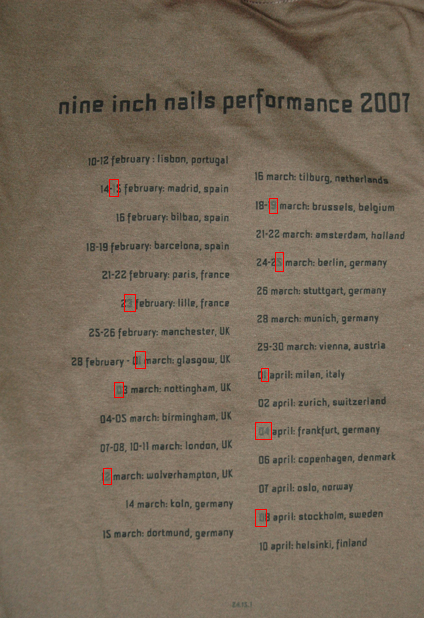 nine inch nails performance 2007
10-12 february : lisbon, portugal
14-15 february: madrid, spain
16 february: bilbao, spain
18-19 february: barcelona, spain
21-22 february: paris, france
23 february: lille, france
25-26 february: manchester, UK
28 february - 01 march: glasgow, UK
03 march: nottingham, UK
04-05 march: birmingham, UK
07-08, 10-11 march: london, UK
12 march: wolverhampton, UK
14 march: koln, germany
15 march: dortmund, germany
16 march: tilburg, netherlands
18-19 march: brussels, belgium
21-22 march: amsterdam, holland
24-25 march: berlin, germany
26 march: stuttgart, germany
28 march: munich, germany
29-30 march: vienna, austria
01 april: milan, italy
02 april: zurich, switzerland
04 april: frankfurt, germany
06 april: copenhagen, denmark
07 april: oslo, norway
08 april: stockholm, sweden
10 april: helsinki, finland